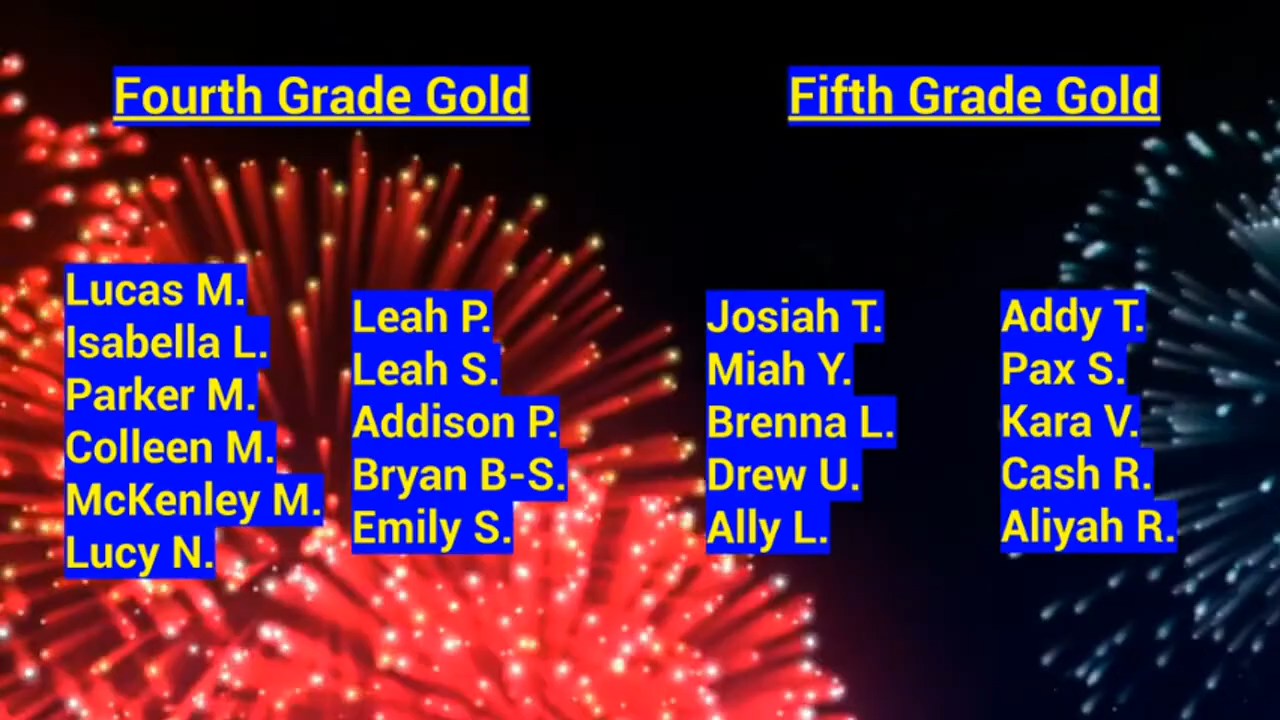 Fourth Grade Gold
Lucas M.
Isabella L.
Parker M.
Colleen M.
McKenley M.
Lucy N.
Leah P.
Leah S.
Addison P.
Bryan B-S.
Emily S.
Fifth Grade Gold
Josiah T.
Miah Y.
Brenna L.
Drew U.
Ally L.
Addy T.
Pax S.
Kara V.
Cash R.
Aliyah R.